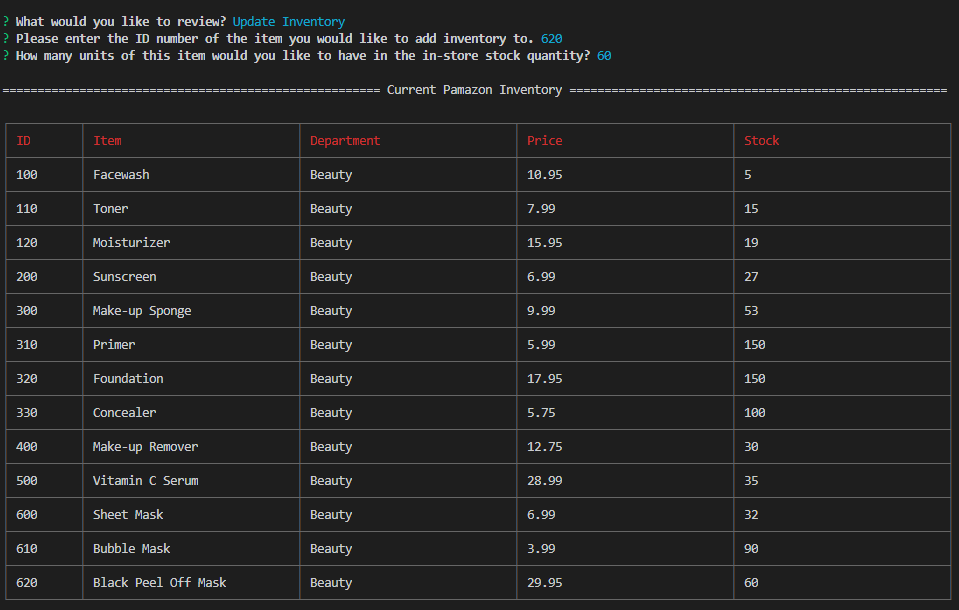 ? What would you like to review? Update Inventory
? Please enter the ID number of the item you would like to add inventory to. 620
? How many units of this item would you like to have in the in-store stock quantity? 60
====================================================== Current Pamazon Inventory ======================================================
ID Item Department Price Stock
100 Facewash Beauty 10.95 5
110 Toner Beauty 7.99 15
120 Moisturizer Beauty 15.95 19
200 Sunscreen Beauty 6.99 27
300 Make-up Sponge Beauty 9.99 53
310 Primer Beauty 5.99 150
320 Foundation Beauty 17.95 150
330 Concealer Beauty 5.75 100
400 Make-up Remover Beauty 12.75 30
500 Vitamin C Serum Beauty 28.99 35
600 Sheet Mask Beauty 6.99 32
610 Bubble Mask Beauty 3.99 90
620 Black Peel Off Mask Beauty 29.95 60